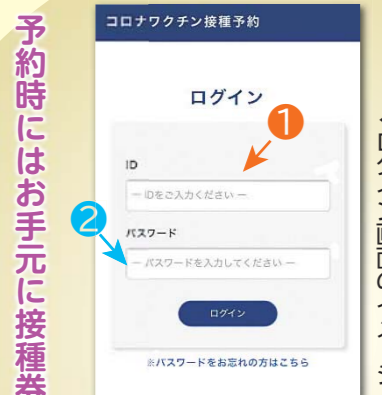 予約時にはお手元に接種券
コロナワクチン接種予約
ログイン
1
ID
― IDをご入力ください ―
2
パスワード
― パスワードを入力してください ―
ログイン
※パスワードをお忘れの方はこちら